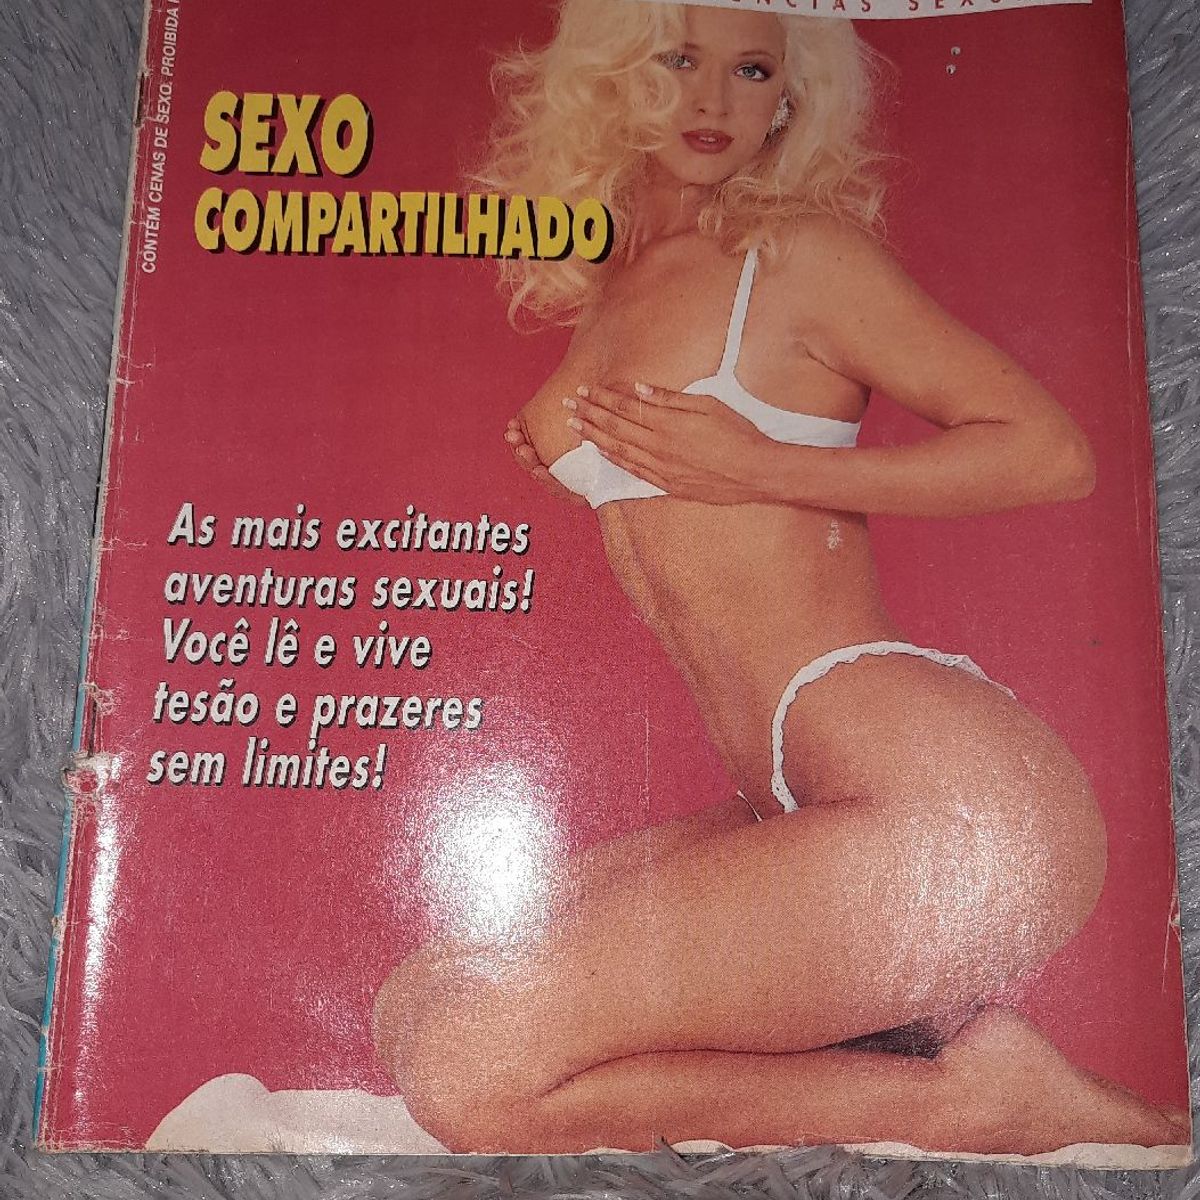 CONTÉM CENAS DE SEXO. PROIBIDA
SEXO
COMPARTILHADO
As mais excitantes
aventuras sexuais!
Você lê e vive
tesão e prazeres
sem limites!